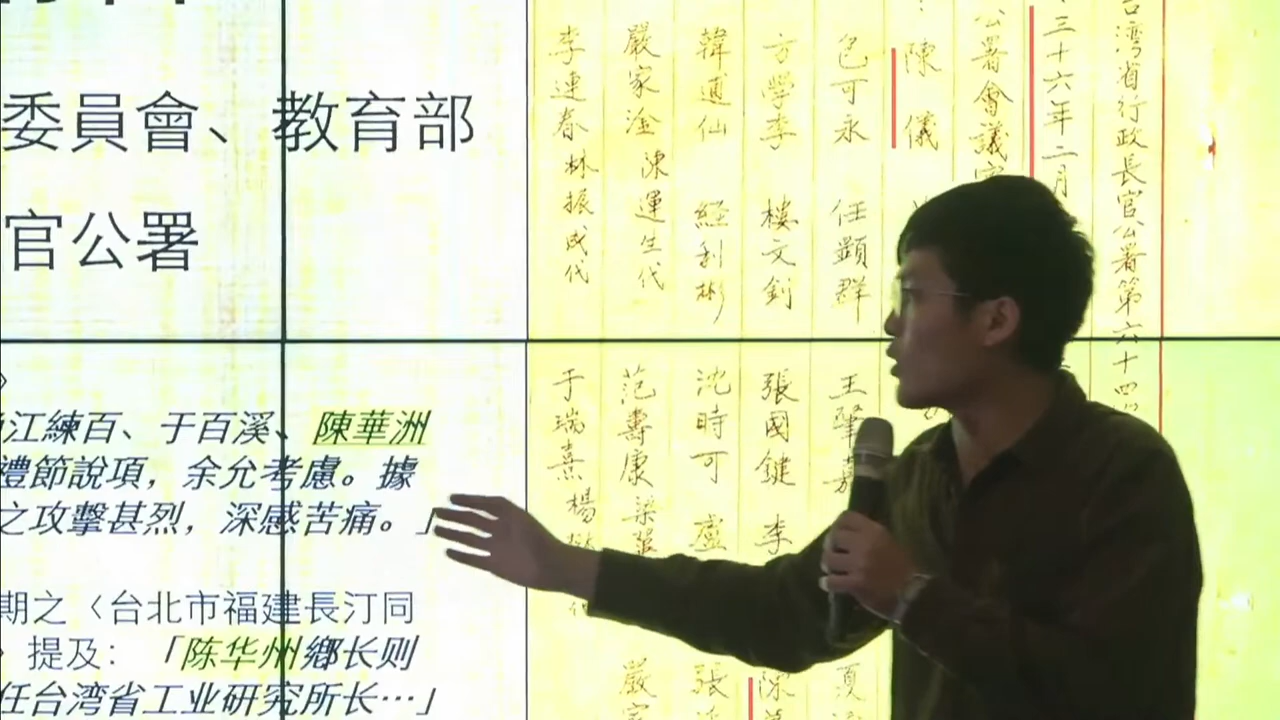 委員會、教育部
官公署
》
江練百、于百溪、陳華洲
禮節說項，余允考慮。據
之攻擊甚烈，深感苦痛。」
期之〈台北市福建長汀同
》提及：「陈华州鄉长则
任台湾省工业研究所长…」
台湾省行政長官公署第六十四
三十六年二月
公署會議室
陳儀
包可永 任顯群 王肇嘉 夏
方學李 樓文釗 張國鍵 李
韓逋仙 經利彬 沈時可 盧 張
嚴家淦 陳運生代 范壽康 梁 嚴家
李連春 林振成代 于瑞熹 楊